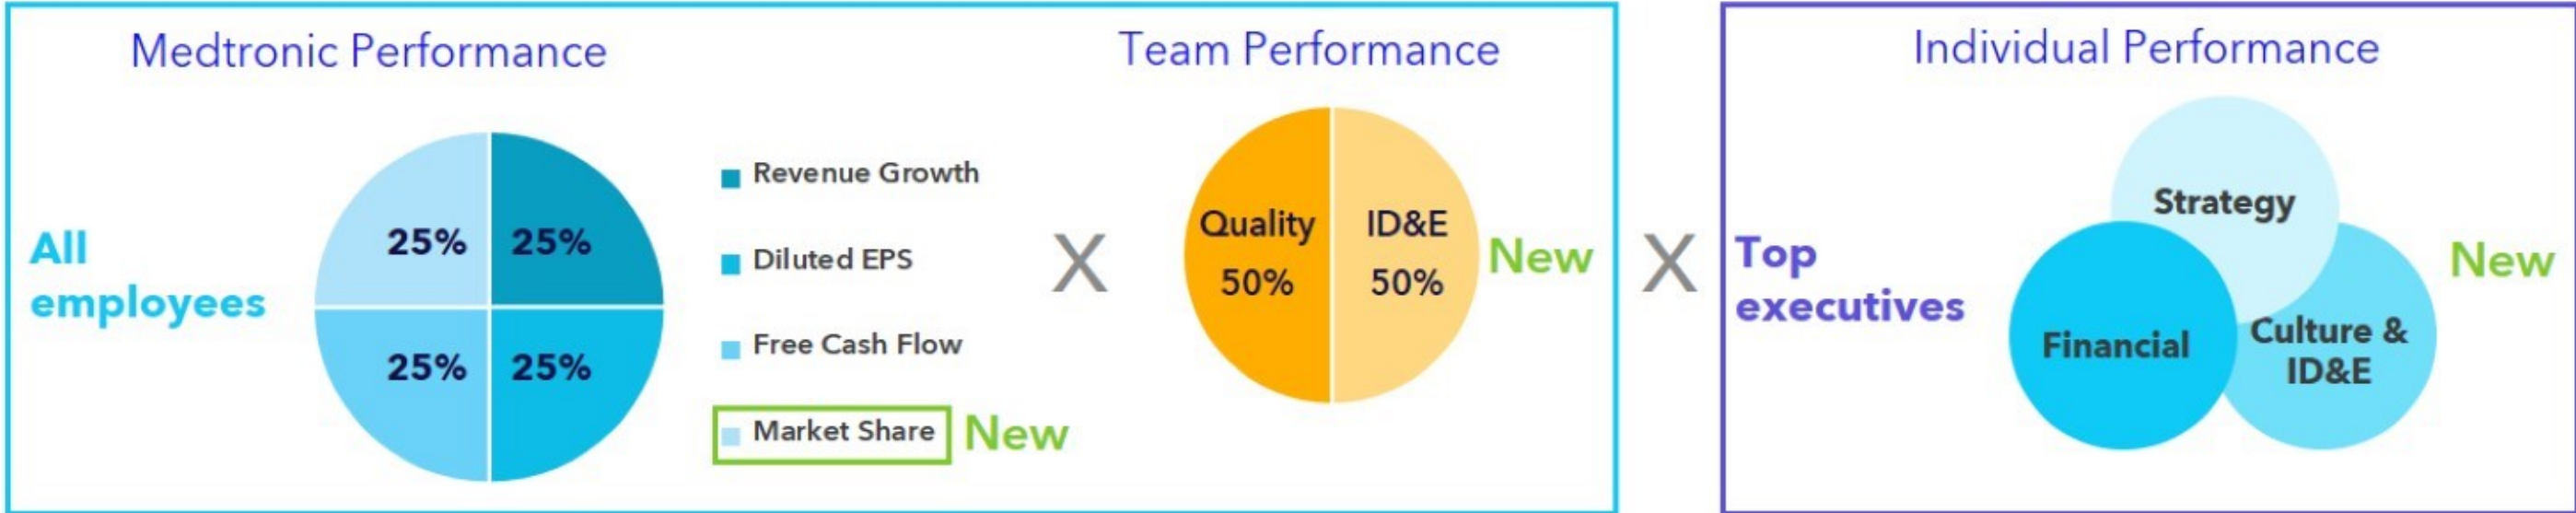 Medtronic Performance
All
employees
25% 25%
25% 25%
Revenue Growth
Diluted EPS
Free Cash Flow
Market Share New
X
Team Performance
Quality ID&E
50% 50%
New
X
Individual Performance
Top
executives
Strategy
Financial
Culture &
ID&E
New